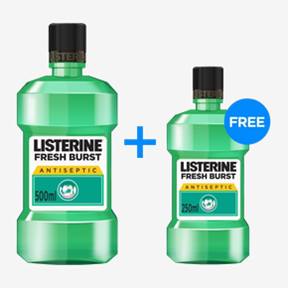 LISTERINE
FRESH BURST
ANTISEPTIC
500ml
+
FREE
LISTERINE
FRESH BURST
ANTISEPTIC
250ml